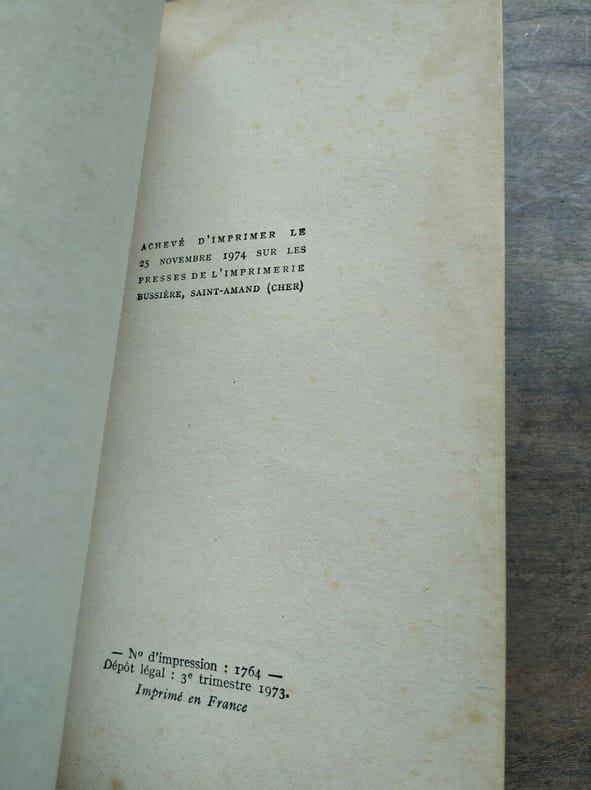 ACHEVÉ D'IMPRIMER LE
25 NOVEMBRE 1974 SUR LES
PRESSES DE L'IMPRIMERIE
BUSSIÈRE, SAINT-AMAND (CHER)
— Nº d'impression : 1764 —
Dépôt légal : 3e trimestre 1973.
Imprimé en France